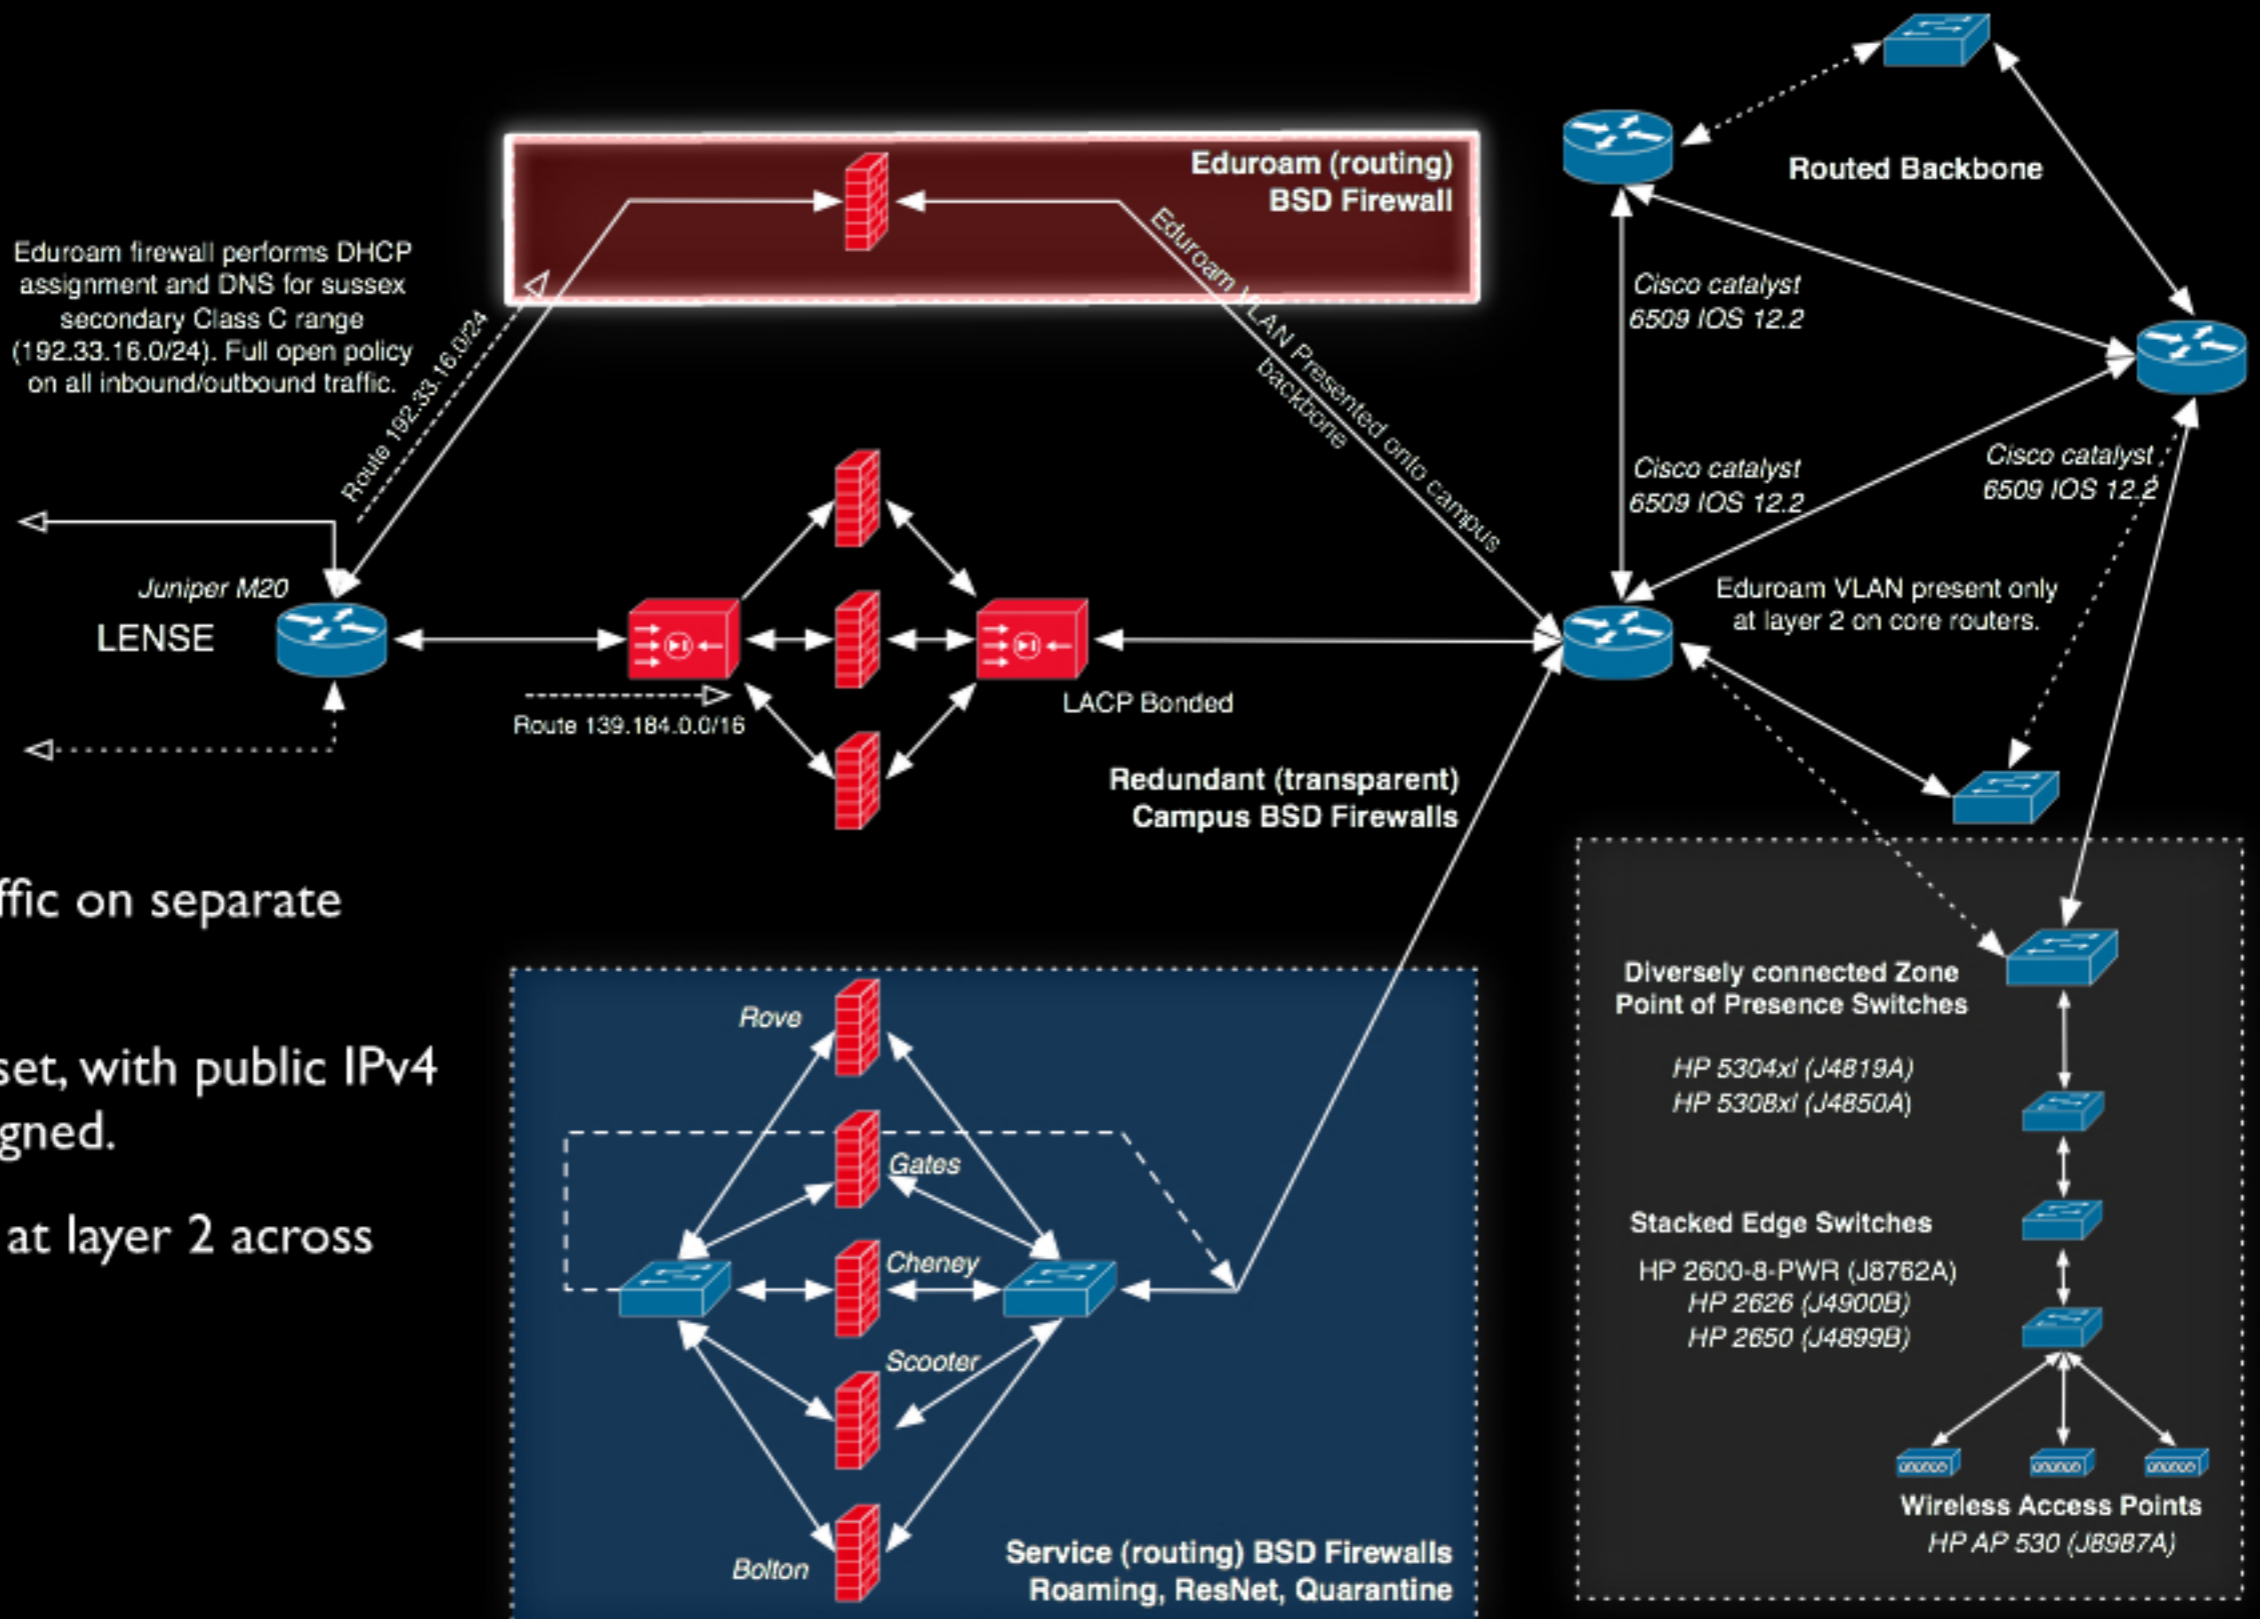 Eduroam (routing)
BSD Firewall
Routed Backbone
Eduroam firewall performs DHCP
assignment and DNS for sussex
secondary Class C range
(192.33.16.0/24). Full open policy
on all inbound/outbound traffic.
Route 192.33.16.0/24
Eduroam VLAN Presented onto campus
backbone
Cisco catalyst
6509 IOS 12.2
Cisco catalyst
6509 IOS 12.2
Cisco catalyst
6509 IOS 12.2
Juniper M20
LENSE
Eduroam VLAN present only
at layer 2 on core routers.
LACP Bonded
Route 139.184.0.0/16
Redundant (transparent)
Campus BSD Firewalls
ffic on separate
set, with public IPv4
gned.
at layer 2 across
Rove
Gates
Cheney
Scooter
Bolton
Service (routing) BSD Firewalls
Roaming, ResNet, Quarantine
Diversely connected Zone
Point of Presence Switches
HP 5304xl (J4819A)
HP 5308xl (J4850A)
Stacked Edge Switches
HP 2600-8-PWR (J8762A)
HP 2626 (J4900B)
HP 2650 (J4899B)
Wireless Access Points
HP AP 530 (J8987A)